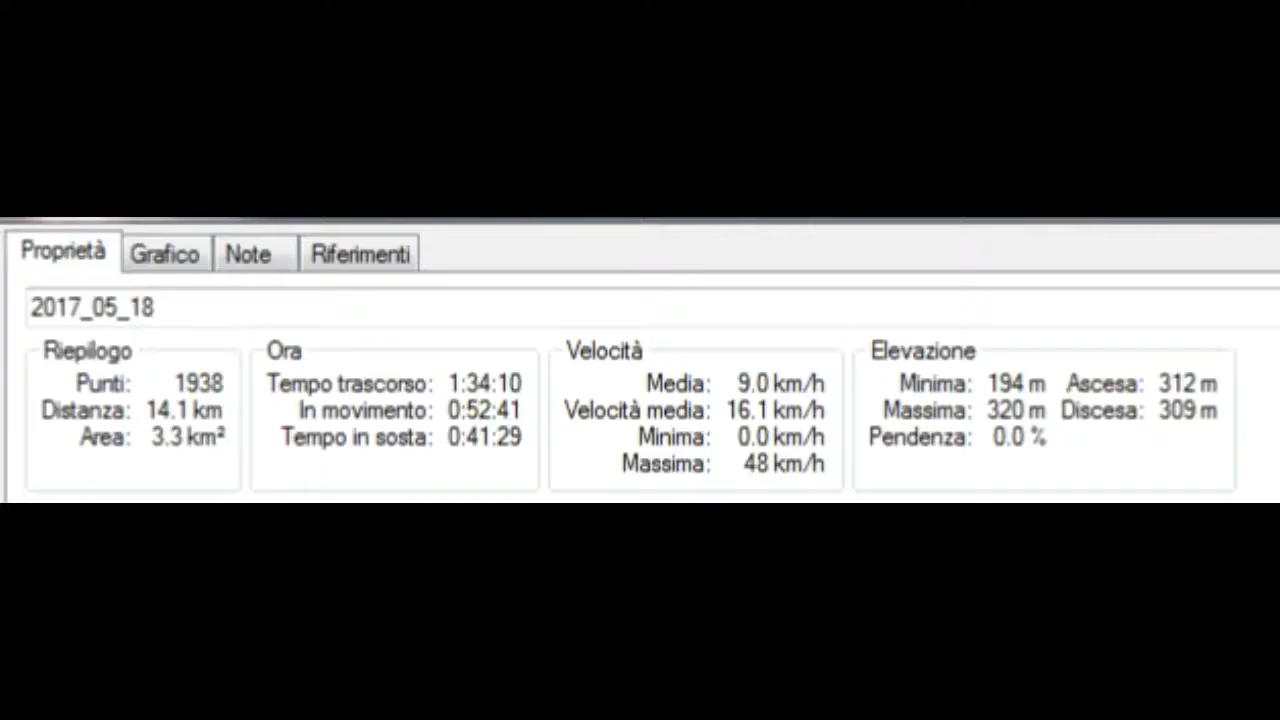 Proprietà Grafico Note Riferimenti
2017_05_18
Riepilogo
Punti: 1938
Distanza: 14.1 km
Area: 3.3 km²
Ora
Tempo trascorso: 1:34:10
In movimento: 0:52:41
Tempo in sosta: 0:41:29
Velocità
Media: 9.0 km/h
Velocità media: 16.1 km/h
Minima: 0.0 km/h
Massima: 48 km/h
Elevazione
Minima: 194 m Ascesa: 312 m
Massima: 320 m Discesa: 309 m
Pendenza: 0.0 %